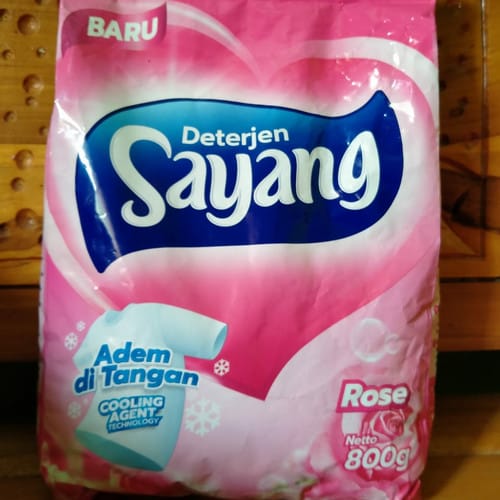 BARU
Deterjen
Sayang
Adem
di Tangan
COOLING
AGENT
TECHNOLOGY
Rose
Netto
800g